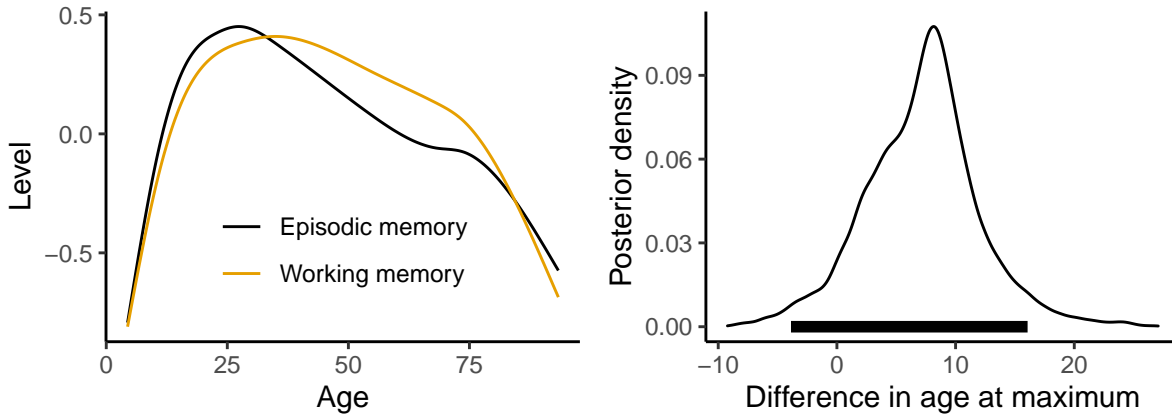 0.5
0.0
−0.5
Level
0
25
50
75
Age
Episodic memory
Working memory
0.09
0.06
0.03
0.00
Posterior density
−10
0
10
20
Difference in age at maximum